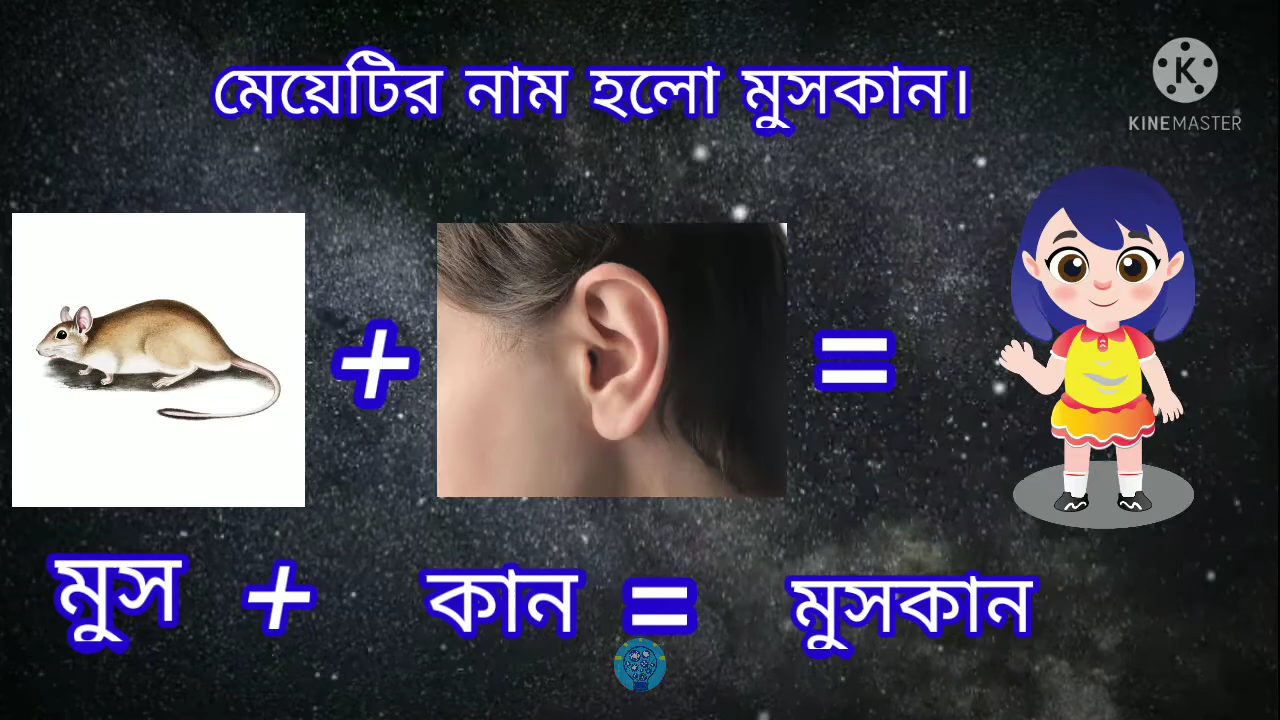 মেয়েটির নাম হলো মুসকান।
KINEMASTER
+ =
মুস + কান = মুসকান